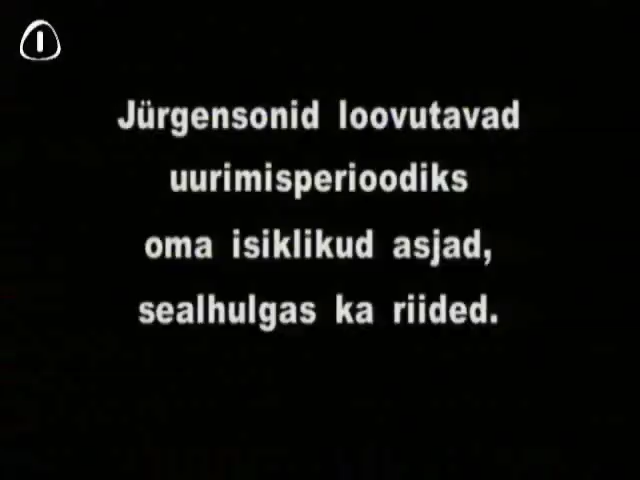 Jürgensonid loovutavad
uurimisperioodiks
oma isiklikud asjad,
sealhulgas ka riided.